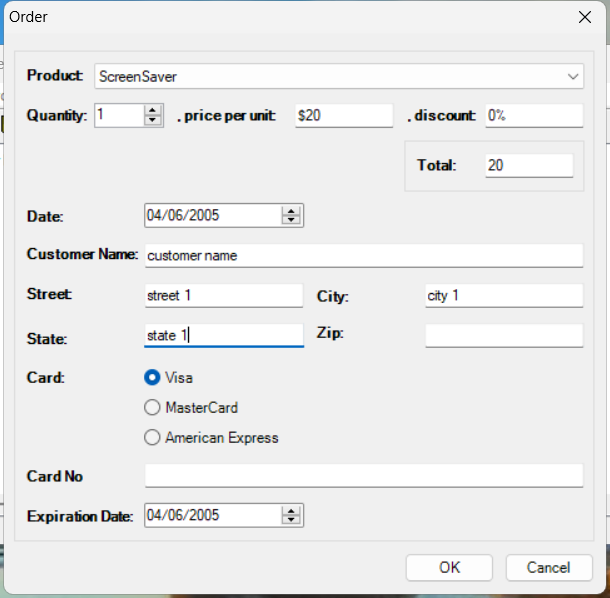 Order
Product: ScreenSaver
Quantity: 1 , price per unit: $20 , discount: 0%
Total: 20
Date: 04/06/2005
Customer Name: customer name
Street: street 1 City: city 1
State: state 1 Zip:
Card: Visa
MasterCard
American Express
Card No
Expiration Date: 04/06/2005
OK Cancel